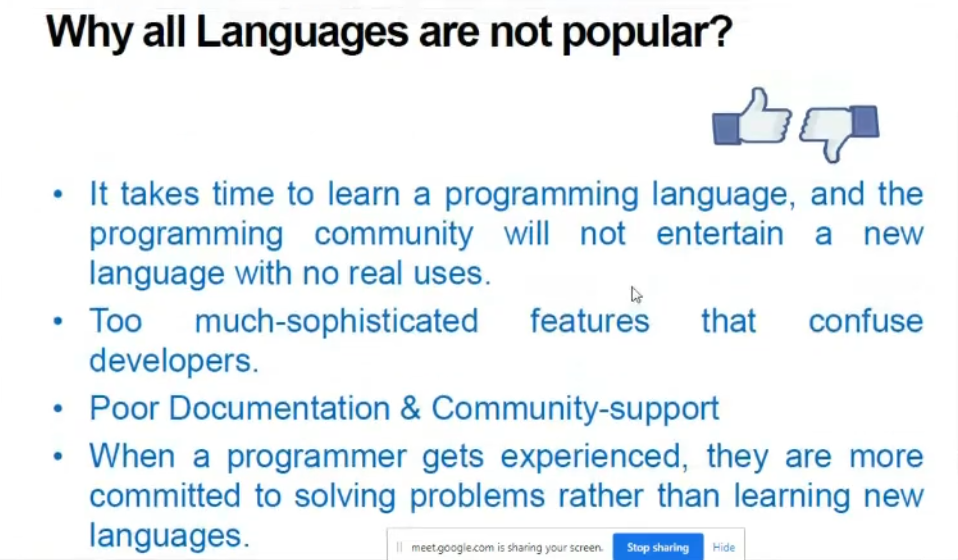 Why all Languages are not popular?
• It takes time to learn a programming language, and the
programming community will not entertain a new
language with no real uses.
• Too much-sophisticated features that confuse
developers.
• Poor Documentation & Community-support
• When a programmer gets experienced, they are more
committed to solving problems rather than learning new
languages.
meet.google.com is sharing your screen. Stop sharing Hide